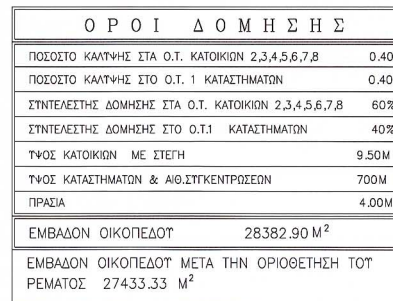 ΟΡΟΙ ΔΟΜΗΣΗΣ
ΠΟΣΟΣΤΟ ΚΑΛΥΨΗΣ ΣΤΑ Ο.Τ. ΚΑΤΟΙΚΙΩΝ 2,3,4,5,6,7,8 0.40
ΠΟΣΟΣΤΟ ΚΑΛΥΨΗΣ ΣΤΟ Ο.Τ. 1 ΚΑΤΑΣΤΗΜΑΤΩΝ 0.40
ΣΥΝΤΕΛΕΣΤΗΣ ΔΟΜΗΣΗΣ ΣΤΑ Ο.Τ. ΚΑΤΟΙΚΙΩΝ 2,3,4,5,6,7,8 60%
ΣΥΝΤΕΛΕΣΤΗΣ ΔΟΜΗΣΗΣ ΣΤΟ Ο.Τ.1 ΚΑΤΑΣΤΗΜΑΤΩΝ 40%
ΥΨΟΣ ΚΑΤΟΙΚΙΩΝ ΜΕ ΣΤΕΓΗ 9.50Μ
ΥΨΟΣ ΚΑΤΑΣΤΗΜΑΤΩΝ & ΑΙΘ.ΣΥΓΚΕΝΤΡΩΣΕΩΝ 700Μ
ΠΡΑΣΙΑ 4.00Μ
ΕΜΒΑΔΟΝ ΟΙΚΟΠΕΔΟΥ 28382.90 Μ²
ΕΜΒΑΔΟΝ ΟΙΚΟΠΕΔΟΥ ΜΕΤΑ ΤΗΝ ΟΡΙΟΘΕΤΗΣΗ ΤΟΥ
ΡΕΜΑΤΟΣ 27433.33 Μ²